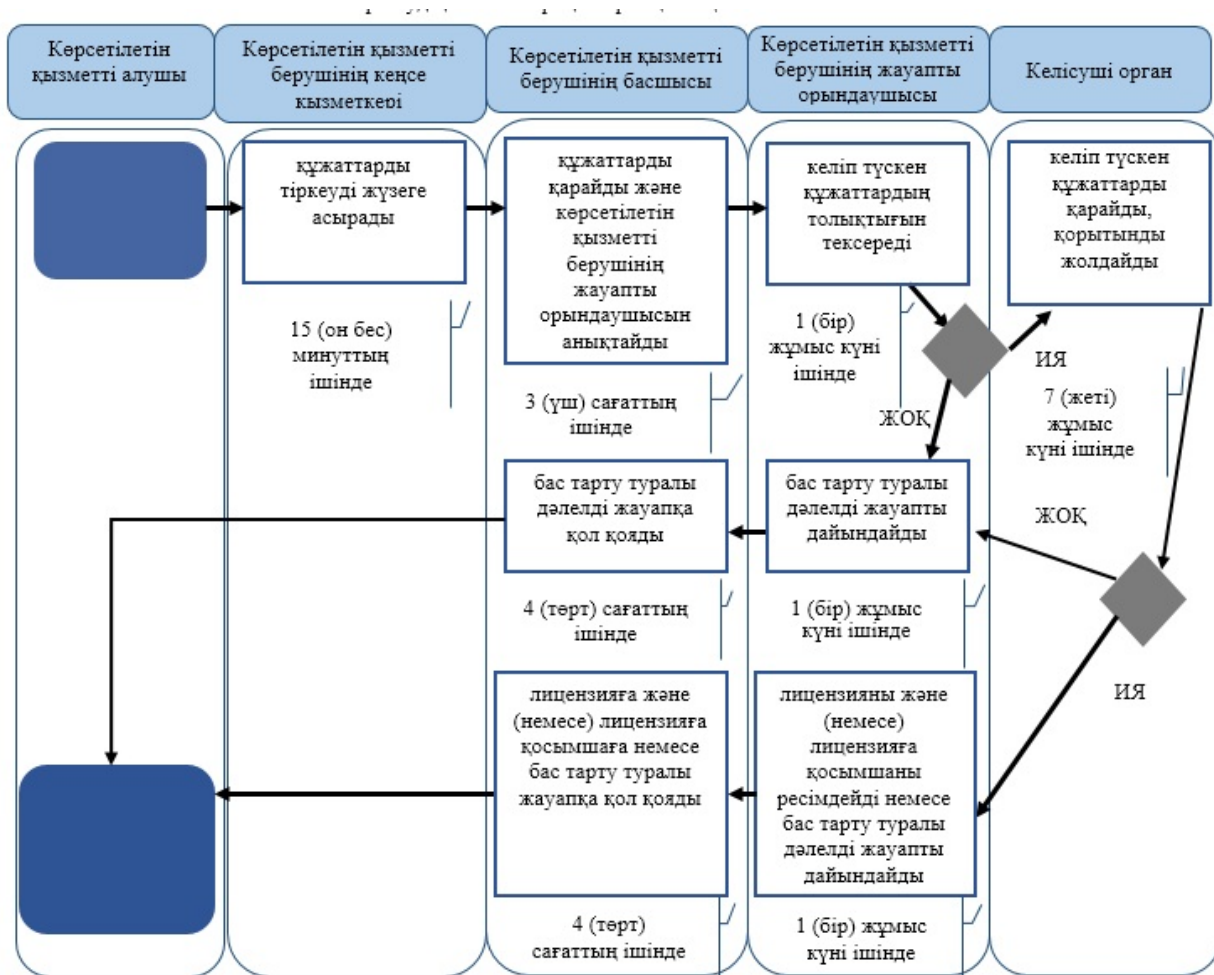 Көрсетілетін
қызметті алушы
Көрсетілетін қызметті
берушінің кеңсе
қызметкері
Көрсетілетін қызметті
берушінің басшысы
Көрсетілетін қызметті
берушінің жауапты
орындаушысы
Келісуші орган
құжаттарды
тіркеуді жүзеге
асырады
құжаттарды
қарайды және
көрсетілетін
қызметті
берушінің
жауапты
орындаушысын
анықтайды
келіп түскен
құжаттардың
толықтығын
тексереді
келіп түскен
құжаттарды
қарайды,
қорытынды
жолдайды
15 (он бес)
минуттың
ішінде
3 (үш) сағаттың
ішінде
1 (бір)
жұмыс күні
ішінде
ИЯ
ЖОҚ
7 (жеті)
жұмыс
күні ішінде
бас тарту туралы
дәлелді жауапқа
қол қояды
бас тарту туралы
дәлелді жауапты
дайындайды
ЖОҚ
4 (төрт) сағаттың
ішінде
1 (бір) жұмыс
күні ішінде
ИЯ
лицензияға және
(немесе) лицензияға
қосымшаға немесе
бас тарту туралы
жауапқа қол қояды
лицензияны және
(немесе)
лицензияға
қосымшаны
ресімдейді немесе
бас тарту туралы
дәлелді жауапты
дайындайды
4 (төрт)
сағаттың ішінде
1 (бір) жұмыс
күні ішінде